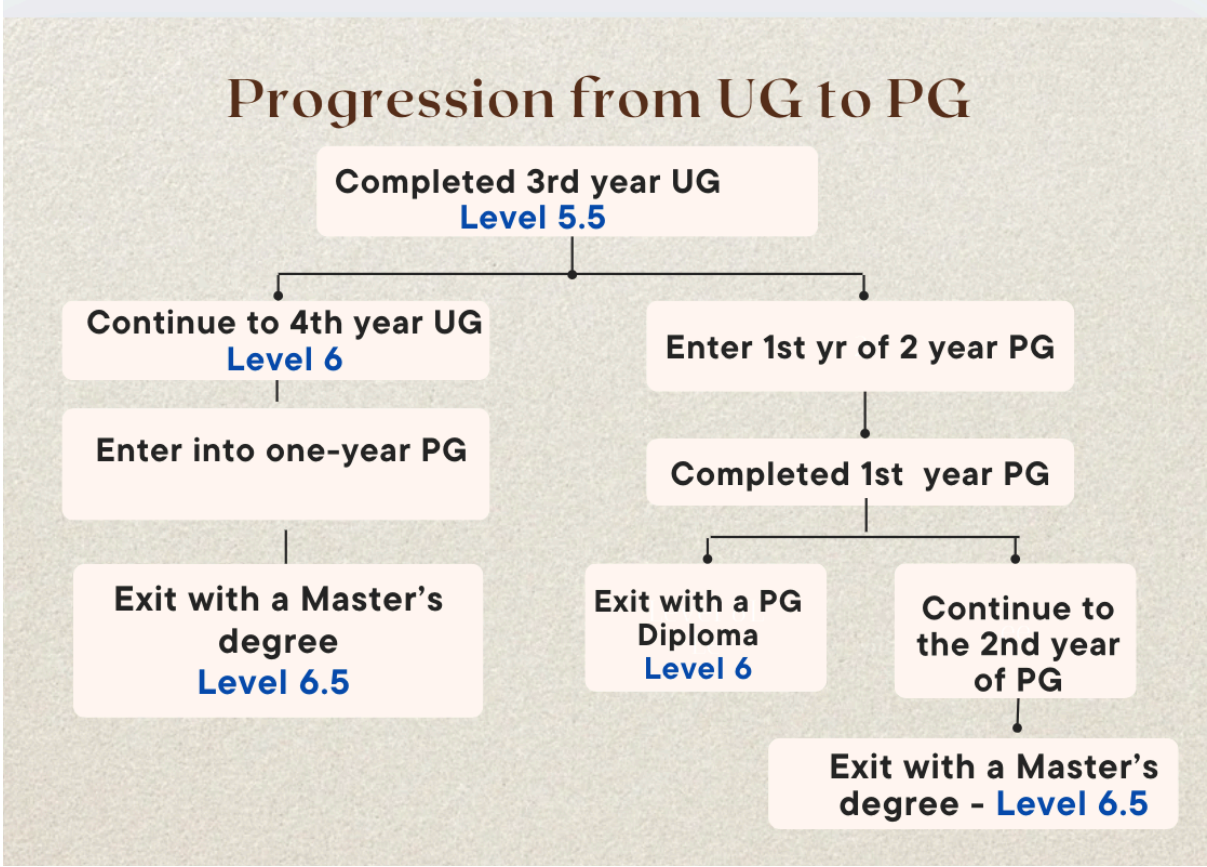 Progression from UG to PG
Completed 3rd year UG
Level 5.5
Continue to 4th year UG
Level 6
Enter into one-year PG
Exit with a Master's
degree
Level 6.5
Enter 1st yr of 2 year PG
Completed 1st  year PG
Exit with a PG
Diploma
Level 6
Continue to
the 2nd year
of PG
Exit with a Master's
degree - Level 6.5